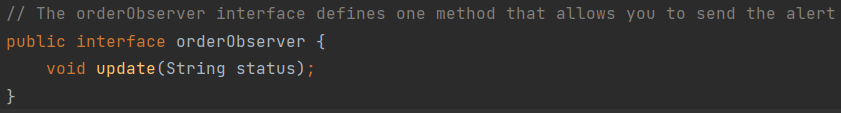 // The orderObserver interface defines one method that allows you to send the alert
public interface orderObserver {
    void update(String status);
}